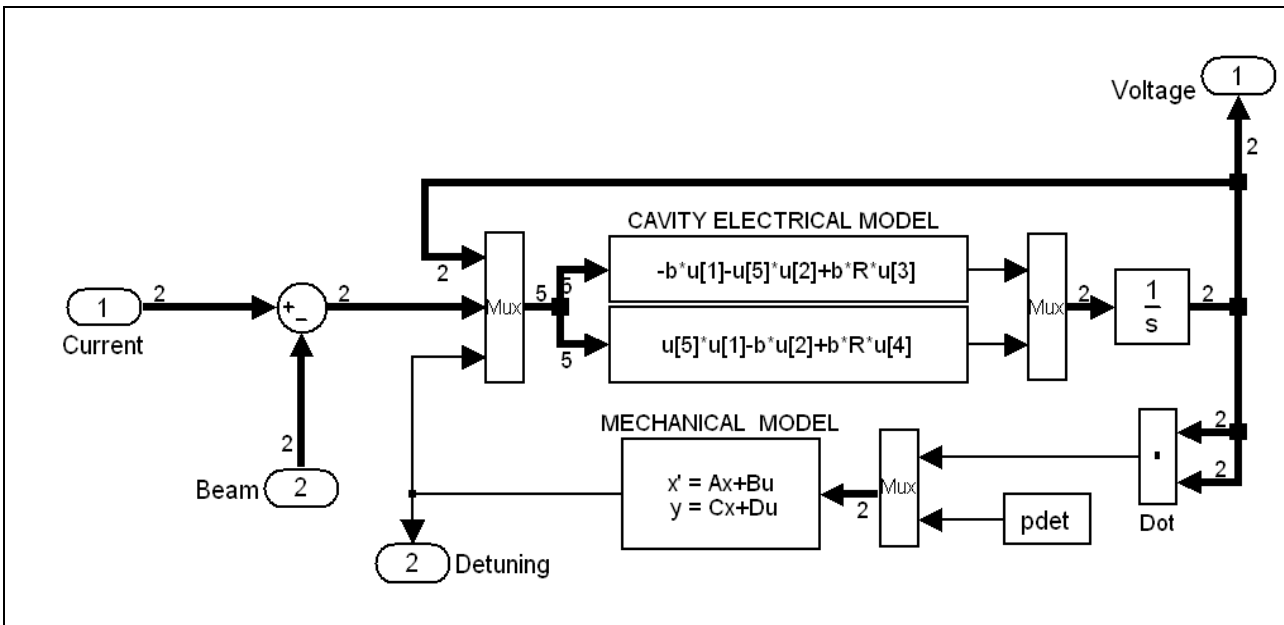 1
Voltage
2
CAVITY ELECTRICAL MODEL
2
Mux
5
5
-b*u[1]-u[5]*u[2]+b*R*u[3]
Mux
2
1
s
2
1
Current
2
+
-
2
5
u[5]*u[1]-b*u[2]+b*R*u[4]
2
Beam
2
MECHANICAL MODEL
x' = Ax+Bu
y = Cx+Du
2
Mux
pdet
.
Dot
2
2
2
Detuning